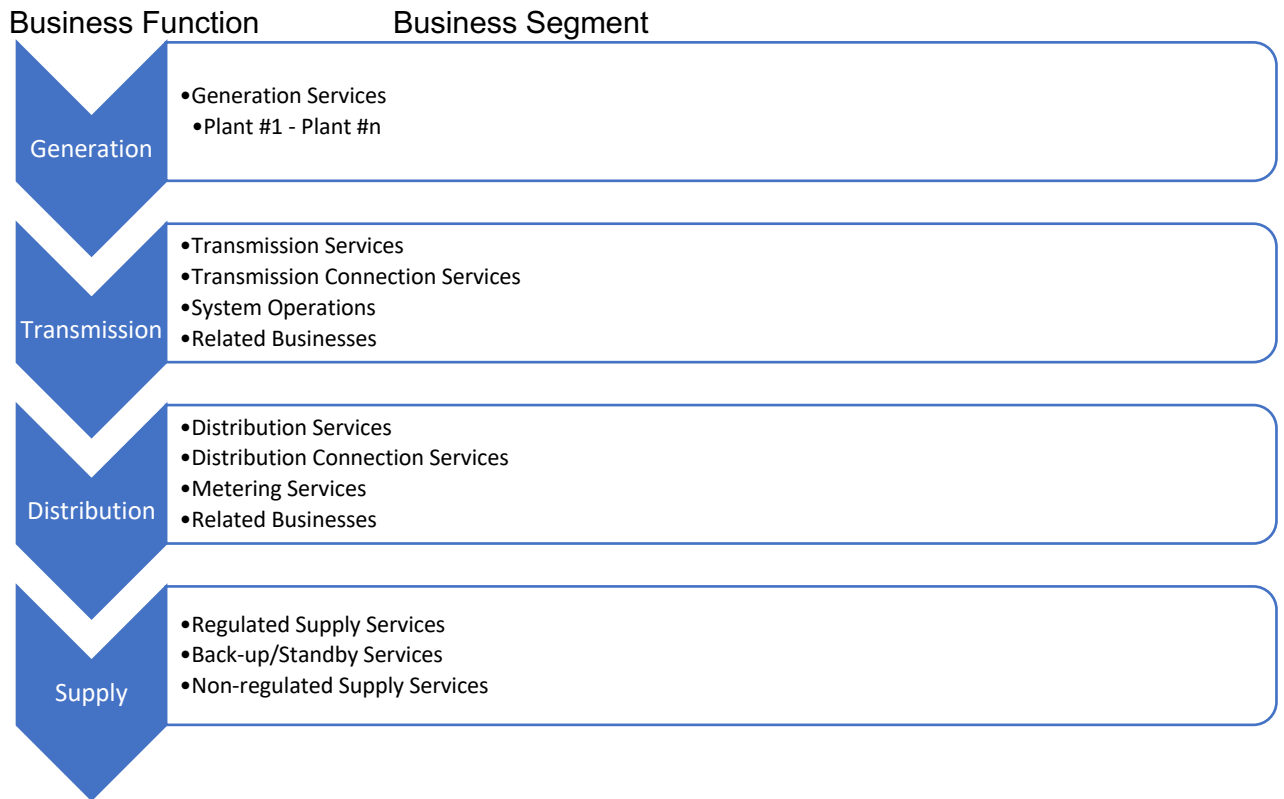 Business Function Business Segment
Generation
•Generation Services
•Plant #1 - Plant #n
Transmission
•Transmission Services
•Transmission Connection Services
•System Operations
•Related Businesses
Distribution
•Distribution Services
•Distribution Connection Services
•Metering Services
•Related Businesses
Supply
•Regulated Supply Services
•Back-up/Standby Services
•Non-regulated Supply Services